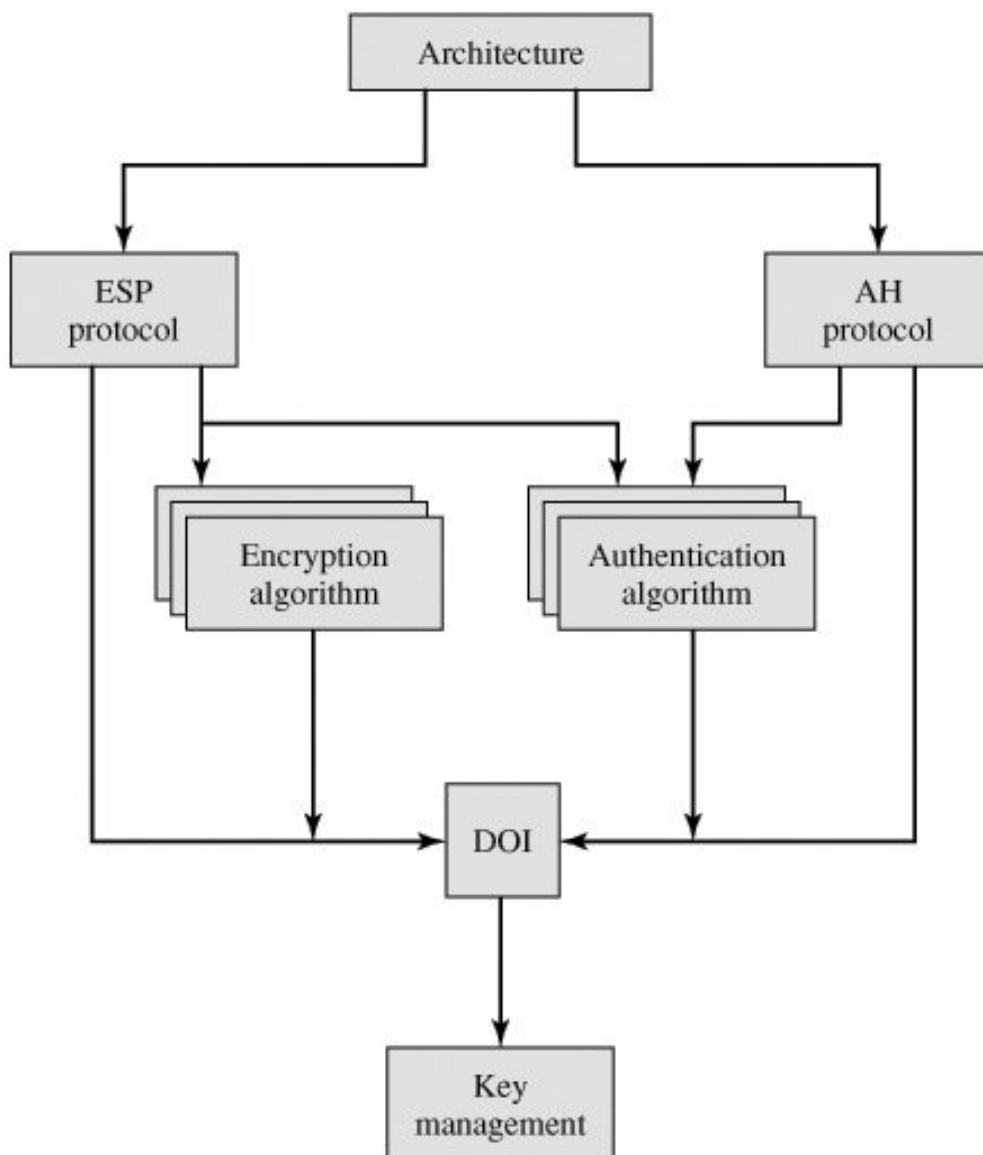 Architecture
ESP
protocol
AH
protocol
Encryption
algorithm
Authentication
algorithm
DOI
Key
management